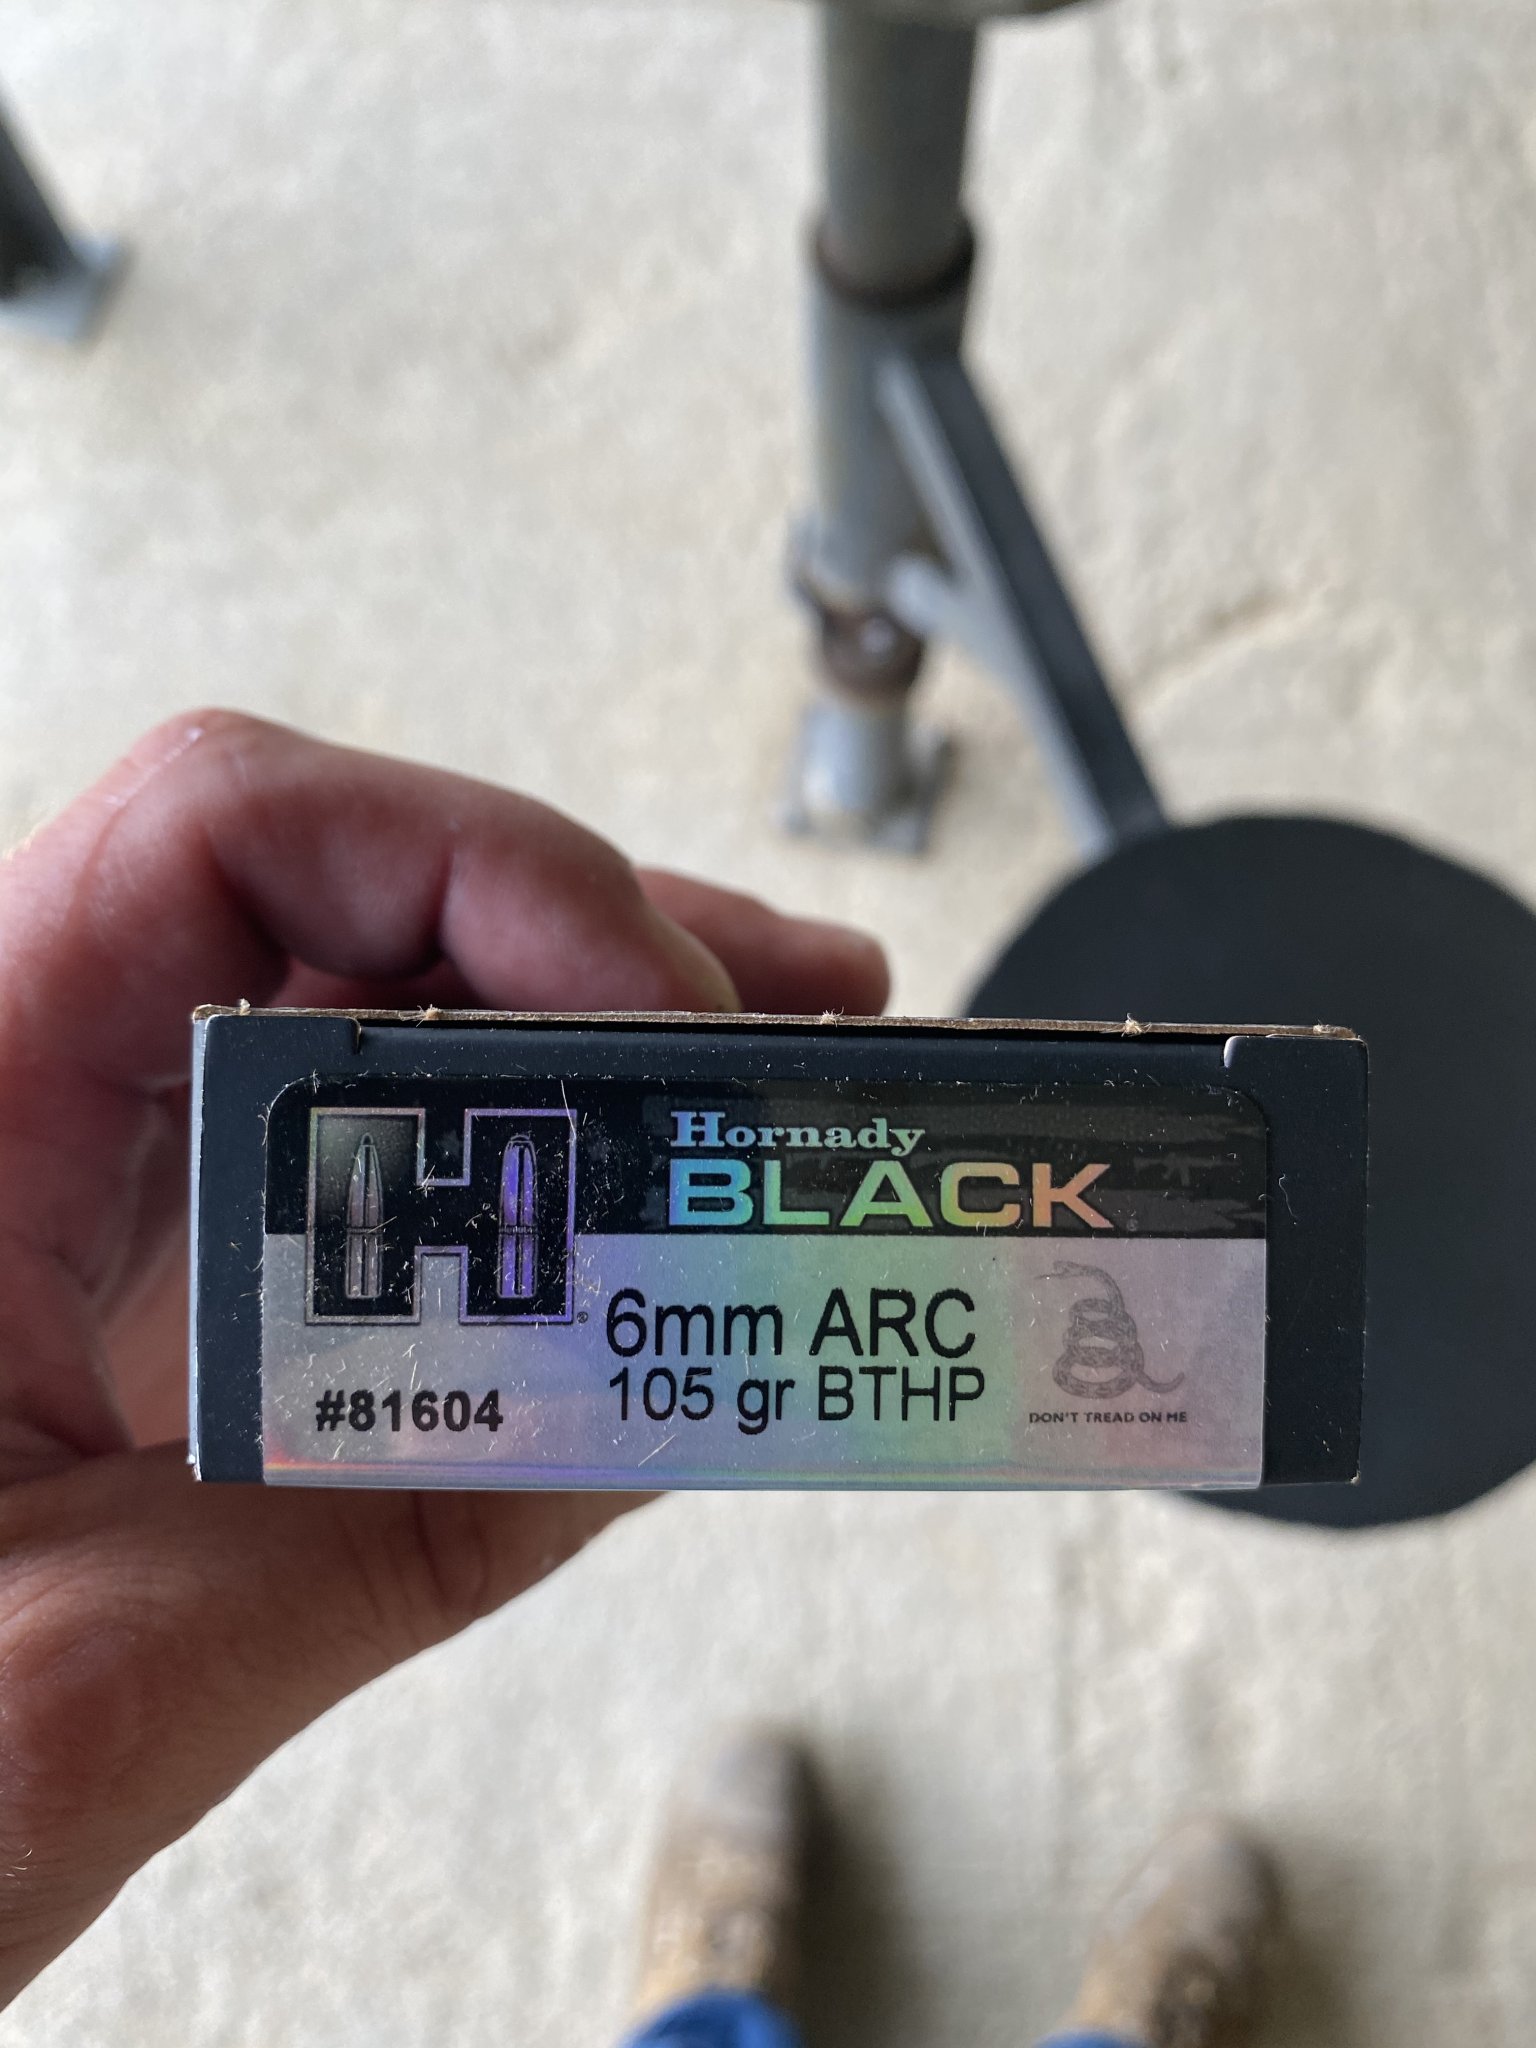 Hornady
BLACK
6mm ARC
105 gr BTHP
#81604
DON'T TREAD ON ME